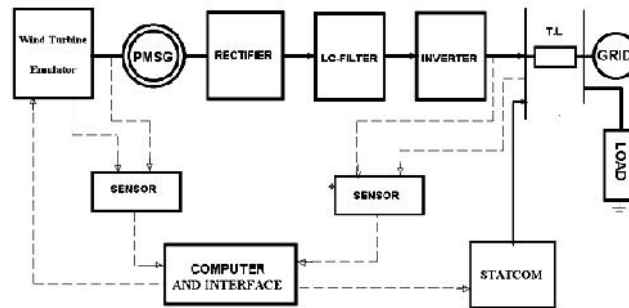 Wind Turbine
Emulator
PMSG
RECTIFIER
LC-FILTER
INVERTER
T.L
GRID
LOAD
SENSOR
SENSOR
COMPUTER
AND INTERFACE
STATCOM